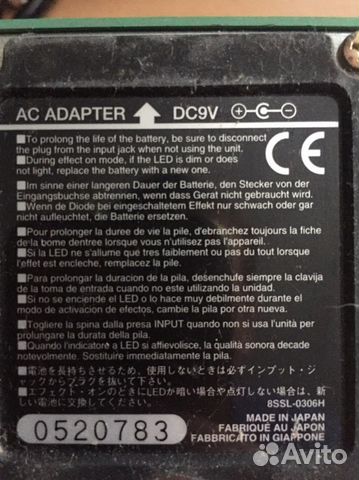 AC ADAPTER DC9V
■To prolong the life of the battery, be sure to disconnect
the plug from the input jack when not using the unit.
■During effect on mode, if the LED is dim or does
not light, replace the battery with a new one.
CE
■Im sinne einer langeren Dauer der Batterie, den Stecker von der
Eingangsbuchse abtrennen, wenn dass Gerät nicht gebraucht wird.
■Wenn de Diode bei eingescheltetem Effekt nur schwach oder gar
nicht aufleuchtet, die Batterie ersetzen.
■Pour prolonger la duree de vie la pile, d'ebranchez toujours la fiche
de la borne dentree lorsque vous n'utilisez pas l'appareil.
■Si la LED ne s'allume que trés faiblement ou pas du tout lorsque
l'effect est enclenche, remplacez la pile.
■Para prolongar la duracion de la pila, desenchufe siempre la clavija
de la toma de entrada cuando no este utilizando la unidad.
■Si no se enciende el LED o lo hace muy debilmente durante el
modo de activacion de efectos, cambie la pila por otra nueva.
■Togliere la spina dalla presa INPUT quando non si usa l'unità per
prolungare la durata della pila.
■Quando l'indicatore a LED si affievolisce, la qualità sonora decade
notevolmente. Sostituire immediatamente la pila.
■電池を長持ちさせるため、使用しないときは必ずインプット・ジ
ャックからプラグを抜いて下さい。
■エフェクト・オンのときにLEDが暗い場合や点灯しない場合は、新
しい電池に交換してください。
8SSL-0306H
0520783
MADE IN JAPAN
FABRIQUE AU JAPON
FABBRICATO IN GIAPPONE
Avito